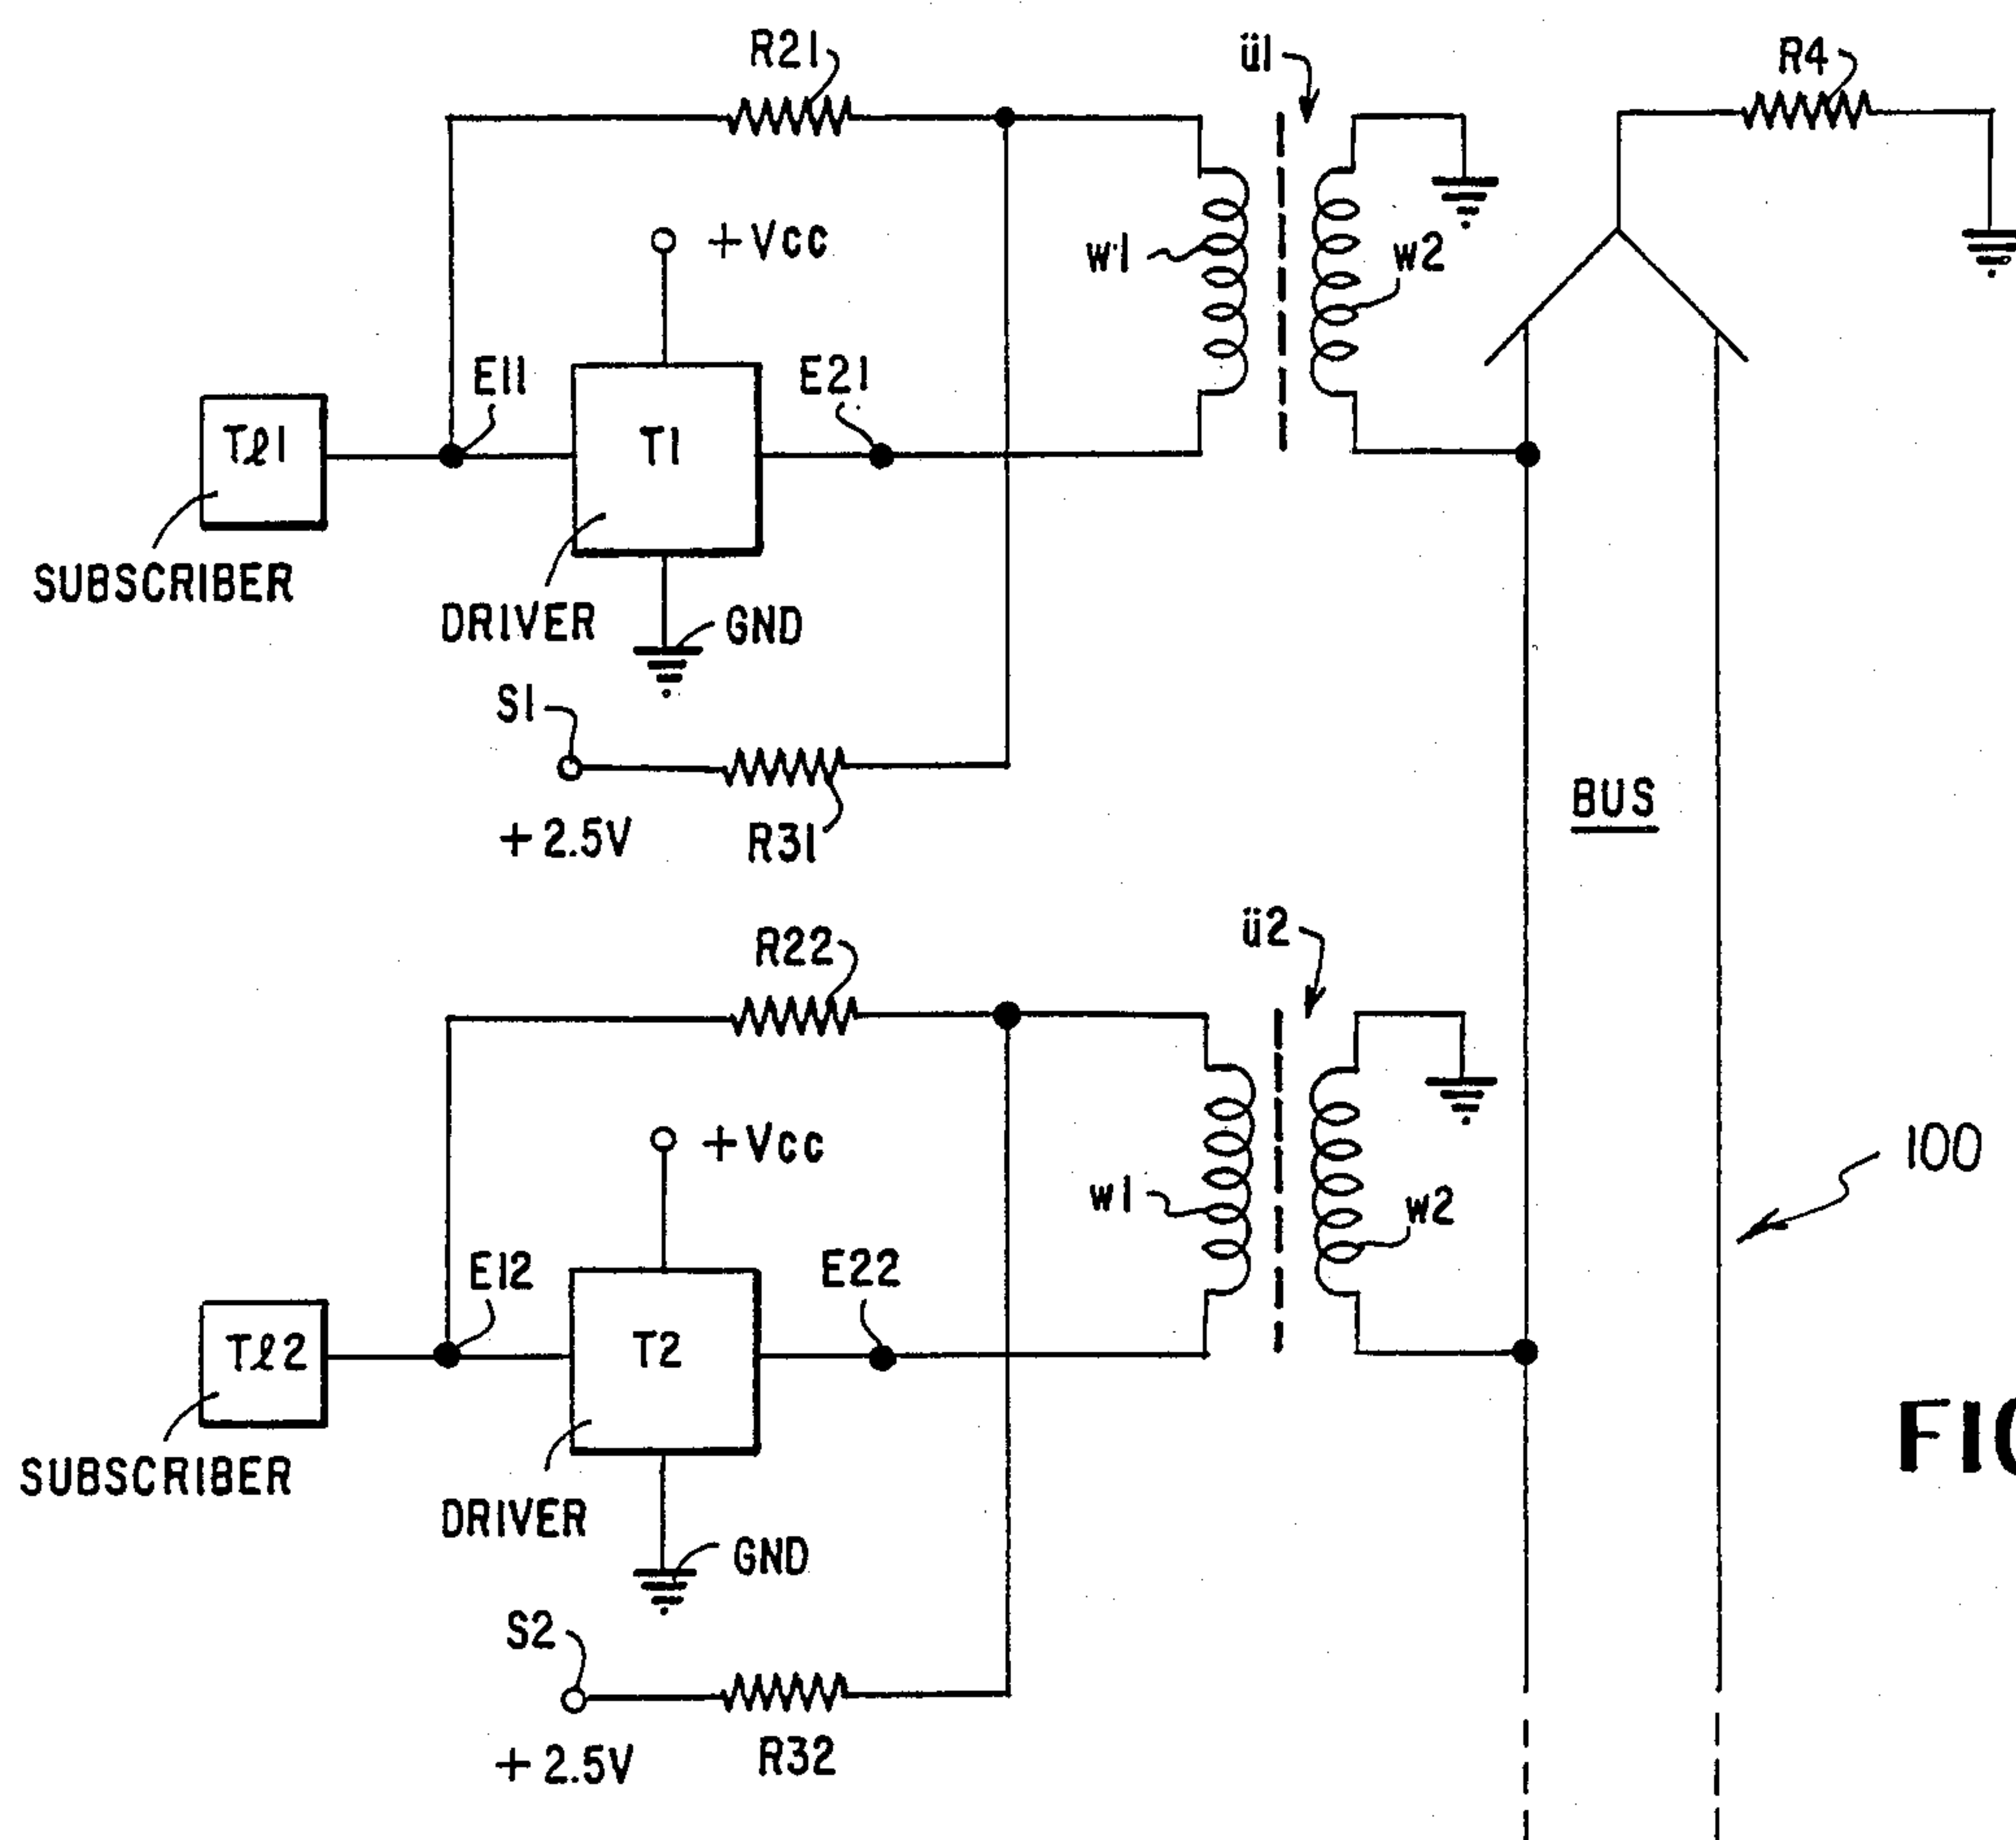 R21
ü1
R4
+Vcc
w1
w2
E11
E21
Tℓ1
T1
SUBSCRIBER
DRIVER
GND
S1
+2.5V
R31
BUS
R22
ü2
+Vcc
100
w1
w2
E12
E22
Tℓ2
T2
SUBSCRIBER
DRIVER
GND
S2
+2.5V
R32